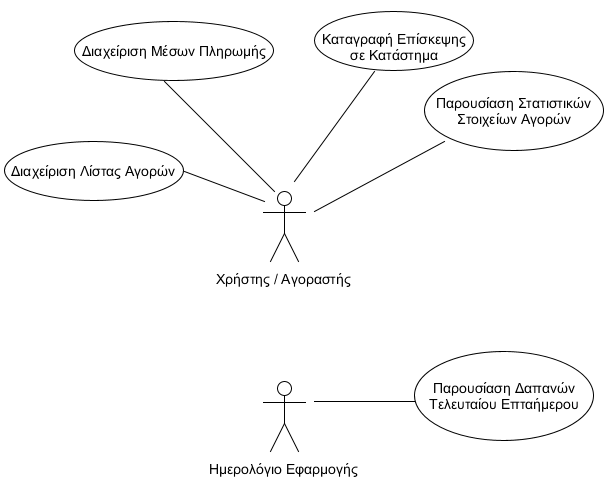 Διαχείριση Μέσων Πληρωμής
Καταγραφή Επίσκεψης
σε Κατάστημα
Παρουσίαση Στατιστικών
Στοιχείων Αγορών
Διαχείριση Λίστας Αγορών
Χρήστης / Αγοραστής
Παρουσίαση Δαπανών
Τελευταίου Επταήμερου
Ημερολόγιο Εφαρμογής